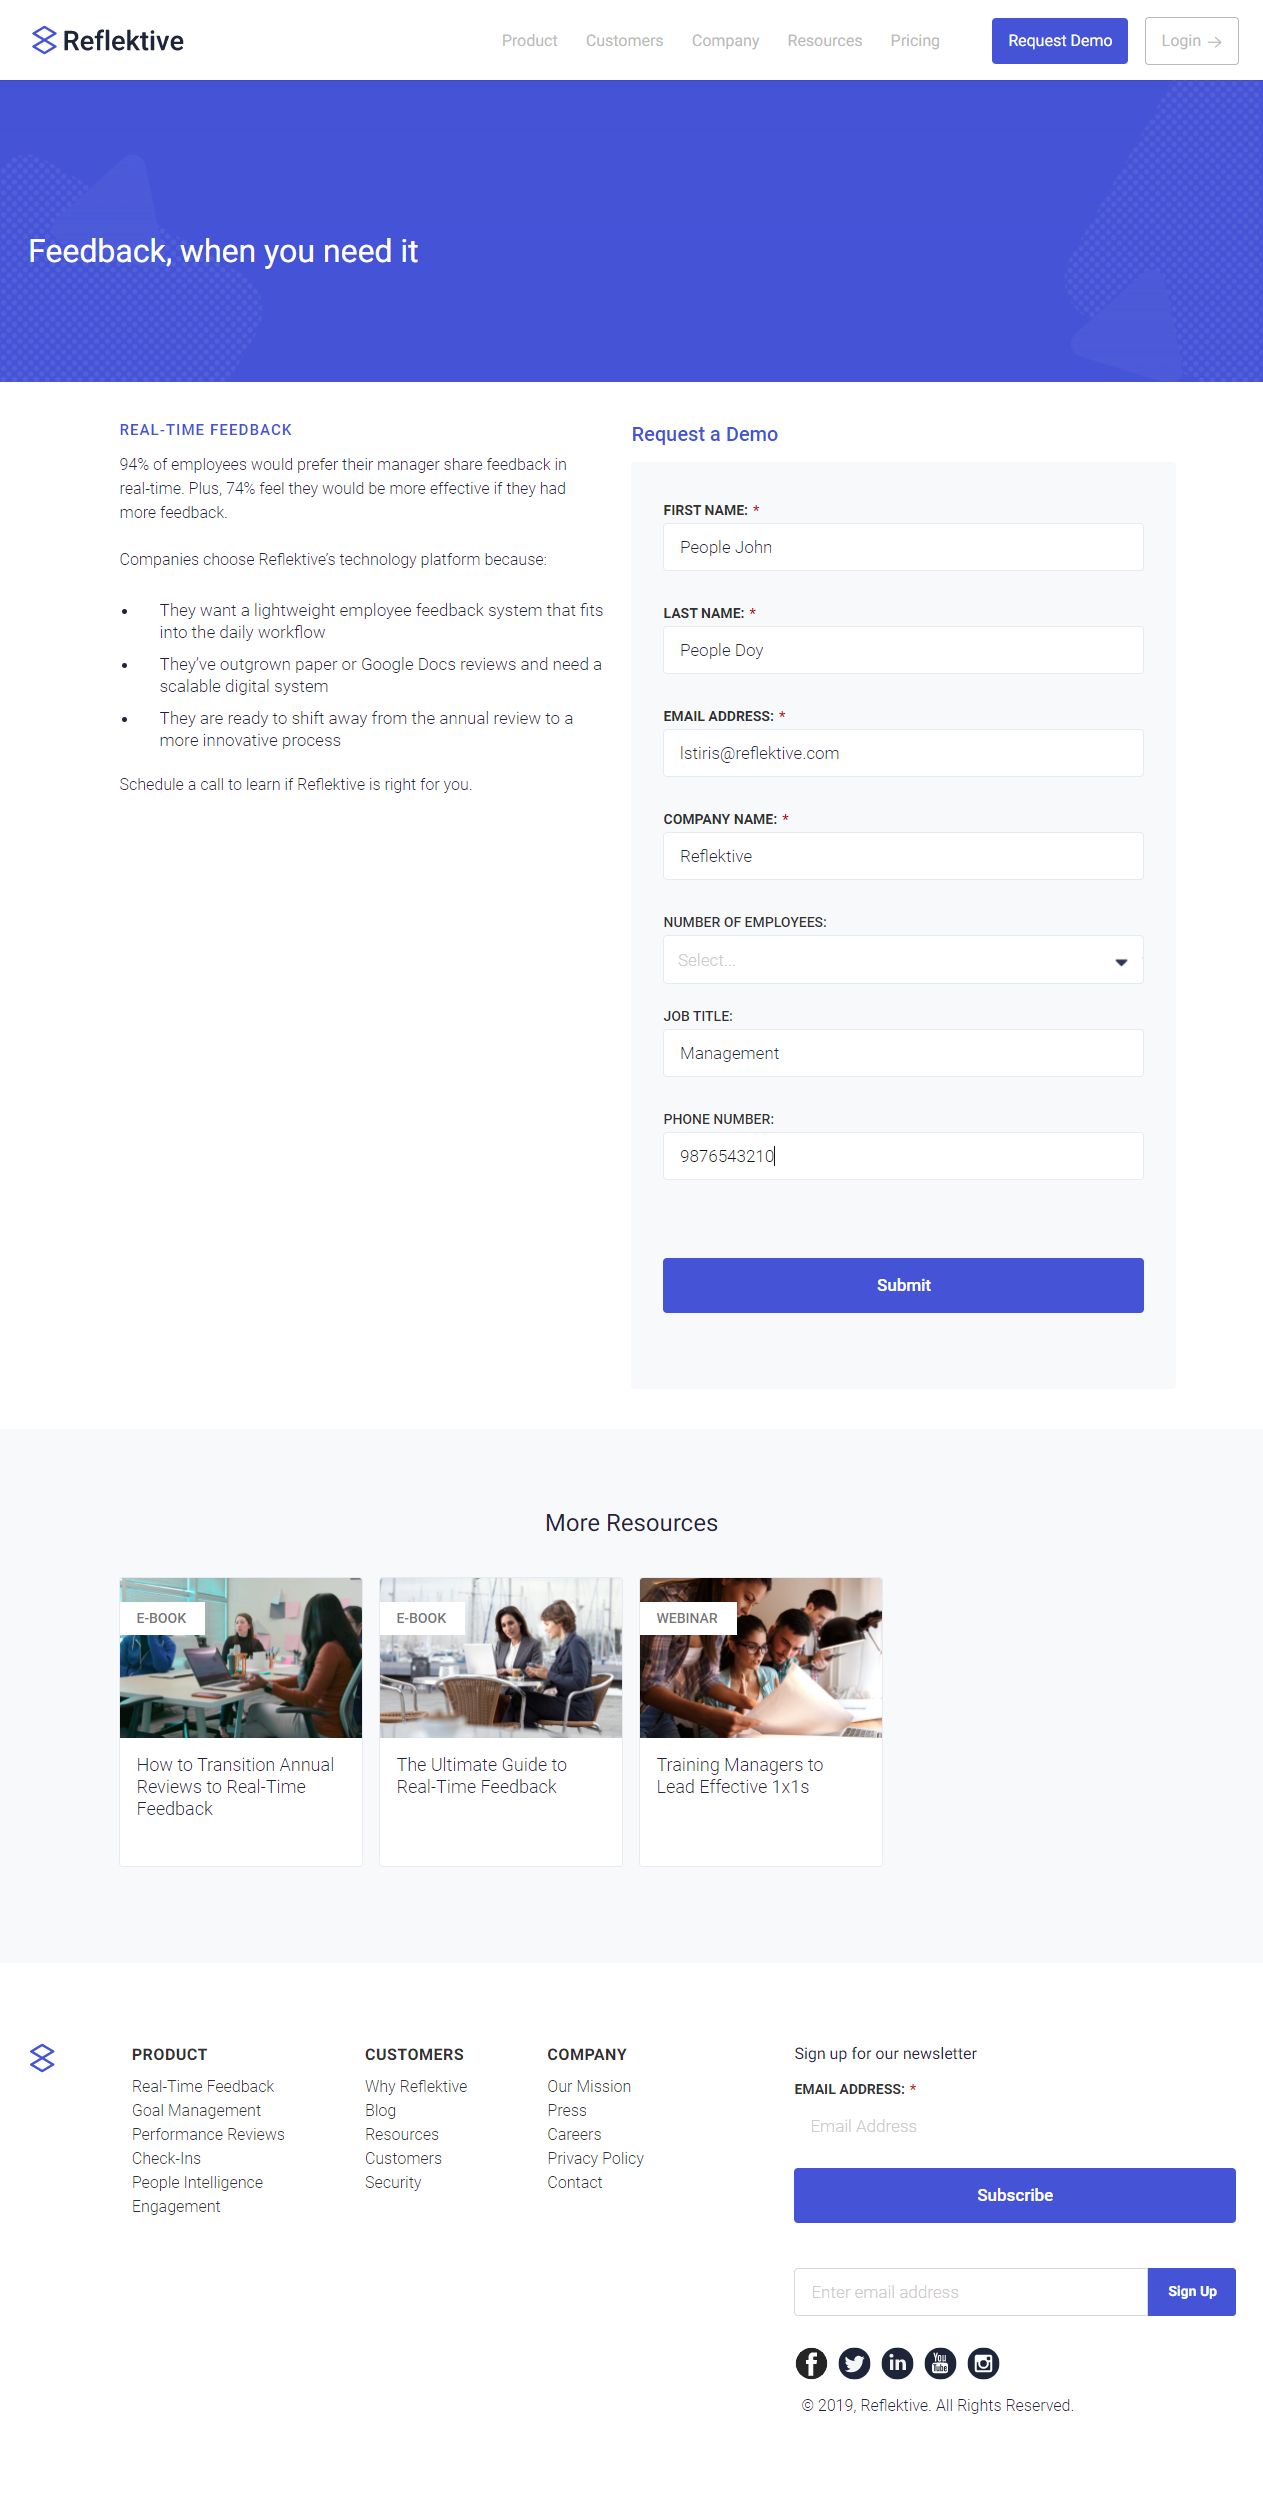 Reflektive
Product Customers Company Resources Pricing Request Demo Login →
Feedback, when you need it
REAL-TIME FEEDBACK
94% of employees would prefer their manager share feedback in
real-time. Plus, 74% feel they would be more effective if they had
more feedback.
Companies choose Reflektive’s technology platform because:
• They want a lightweight employee feedback system that fits
into the daily workflow
• They’ve outgrown paper or Google Docs reviews and need a
scalable digital system
• They are ready to shift away from the annual review to a
more innovative process
Schedule a call to learn if Reflektive is right for you.
Request a Demo
FIRST NAME: *
People John
LAST NAME: *
People Doy
EMAIL ADDRESS: *
lstiris@reflektive.com
COMPANY NAME: *
Reflektive
NUMBER OF EMPLOYEES:
Select...
JOB TITLE:
Management
PHONE NUMBER:
9876543210
Submit
More Resources
E-BOOK
How to Transition Annual
Reviews to Real-Time
Feedback
E-BOOK
The Ultimate Guide to
Real-Time Feedback
WEBINAR
Training Managers to
Lead Effective 1x1s
PRODUCT
Real-Time Feedback
Goal Management
Performance Reviews
Check-Ins
People Intelligence
Engagement
CUSTOMERS
Why Reflektive
Blog
Resources
Customers
Security
COMPANY
Our Mission
Press
Careers
Privacy Policy
Contact
Sign up for our newsletter
EMAIL ADDRESS: *
Email Address
Subscribe
Enter email address Sign Up
f in You Tube
© 2019, Reflektive. All Rights Reserved.